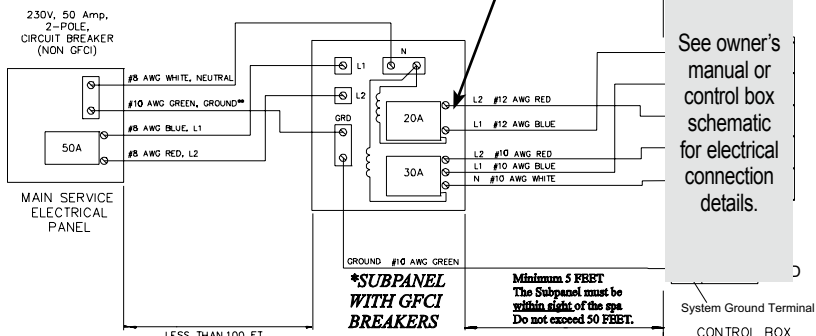 230V, 50 Amp,
2-POLE,
CIRCUIT BREAKER
(NON GFCI)
#8 AWG WHITE, NEUTRAL
#10 AWG GREEN, GROUND**
#8 AWG BLUE, L1
#8 AWG RED, L2
50A
MAIN SERVICE
ELECTRICAL
PANEL
L1
N
L2
GRD
20A
30A
L2 #12 AWG RED
L1 #12 AWG BLUE
L2 #10 AWG RED
L1 #10 AWG BLUE
N #10 AWG WHITE
See owner's
manual or
control box
schematic
for electrical
connection
details.
GROUND #10 AWG GREEN
*SUBPANEL
WITH GFCI
BREAKERS
Minimum 5 FEET
The Subpanel must be
within sight of the spa
Do not exceed 50 FEET.
D
System Ground Terminal
CONTROL BOX
LESS THAN 100 FT